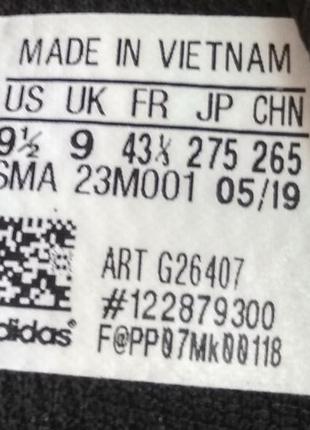 MADE IN VIETNAM
US UK FR JP CHN
9½ 9 43⅓ 275 265
SMA 23M001 05/19
ART G26407
#122879300
adidas
F@PP07Mk00118